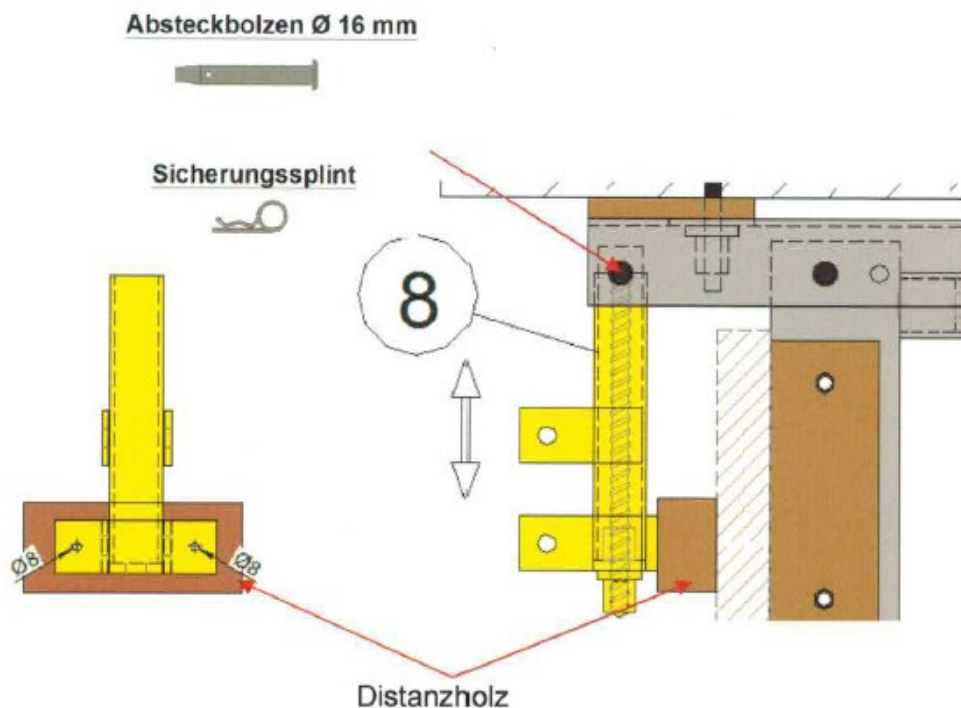 Absteckbolzen Ø 16 mm
Sicherungssplint
8
Ø8
Ø8
Distanzholz